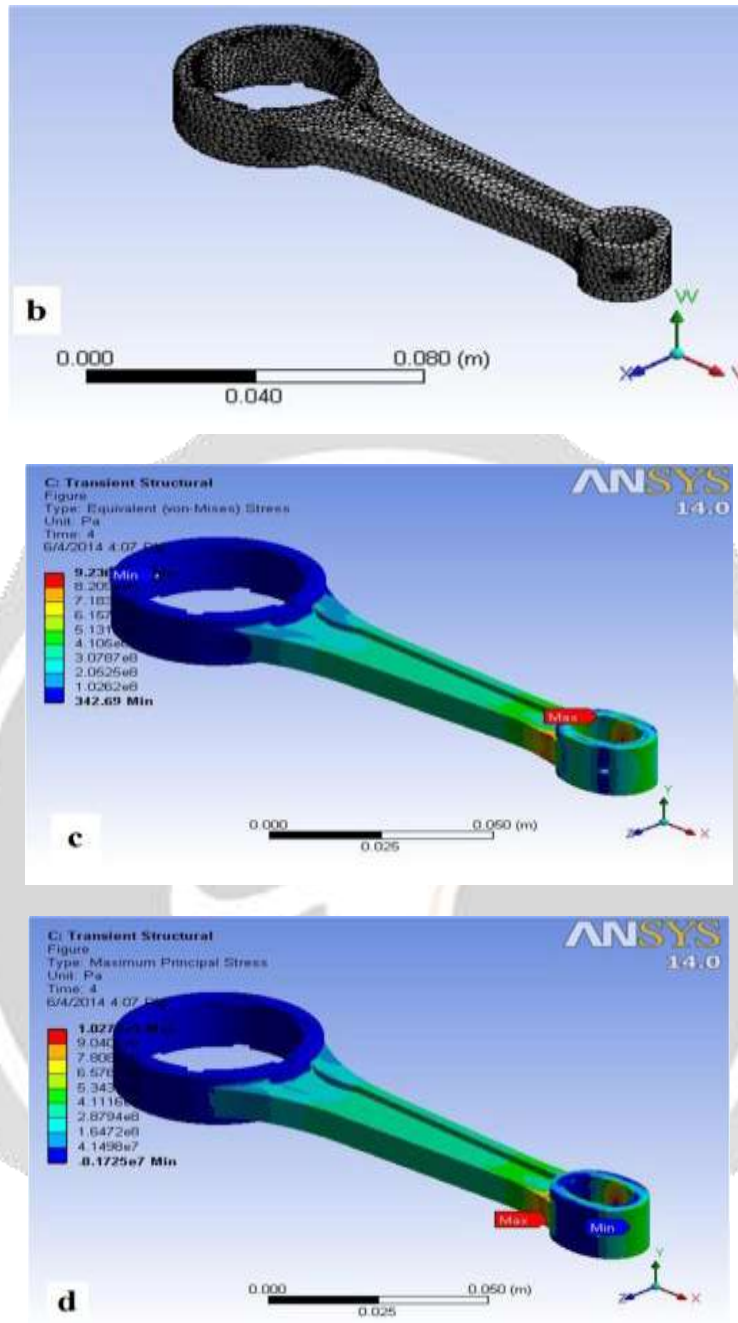 W
X
b
0.000
0.080 (m)
0.040
C: Transient Structural
Figure
Type: Equivalent (von-Mises) Stress
Unit: Pa
Time: 4
6/4/2014 4:07
ANSYS
14.0
Min
3.0787e8
2.0525e8
1.0262e8
342.69 Min
Max
Y
Z
X
0.000
0.050 (m)
0.025
c
C: Transient Structural
Figure
Type: Maximum Principal Stress
Unit: Pa
Time: 4
6/4/2014 4:07
ANSYS
14.0
2.8794e8
1.6472e8
4.1498e7
-8.1725e7 Min
Max
Min
Y
Z
X
0.000
0.050 (m)
0.025
d